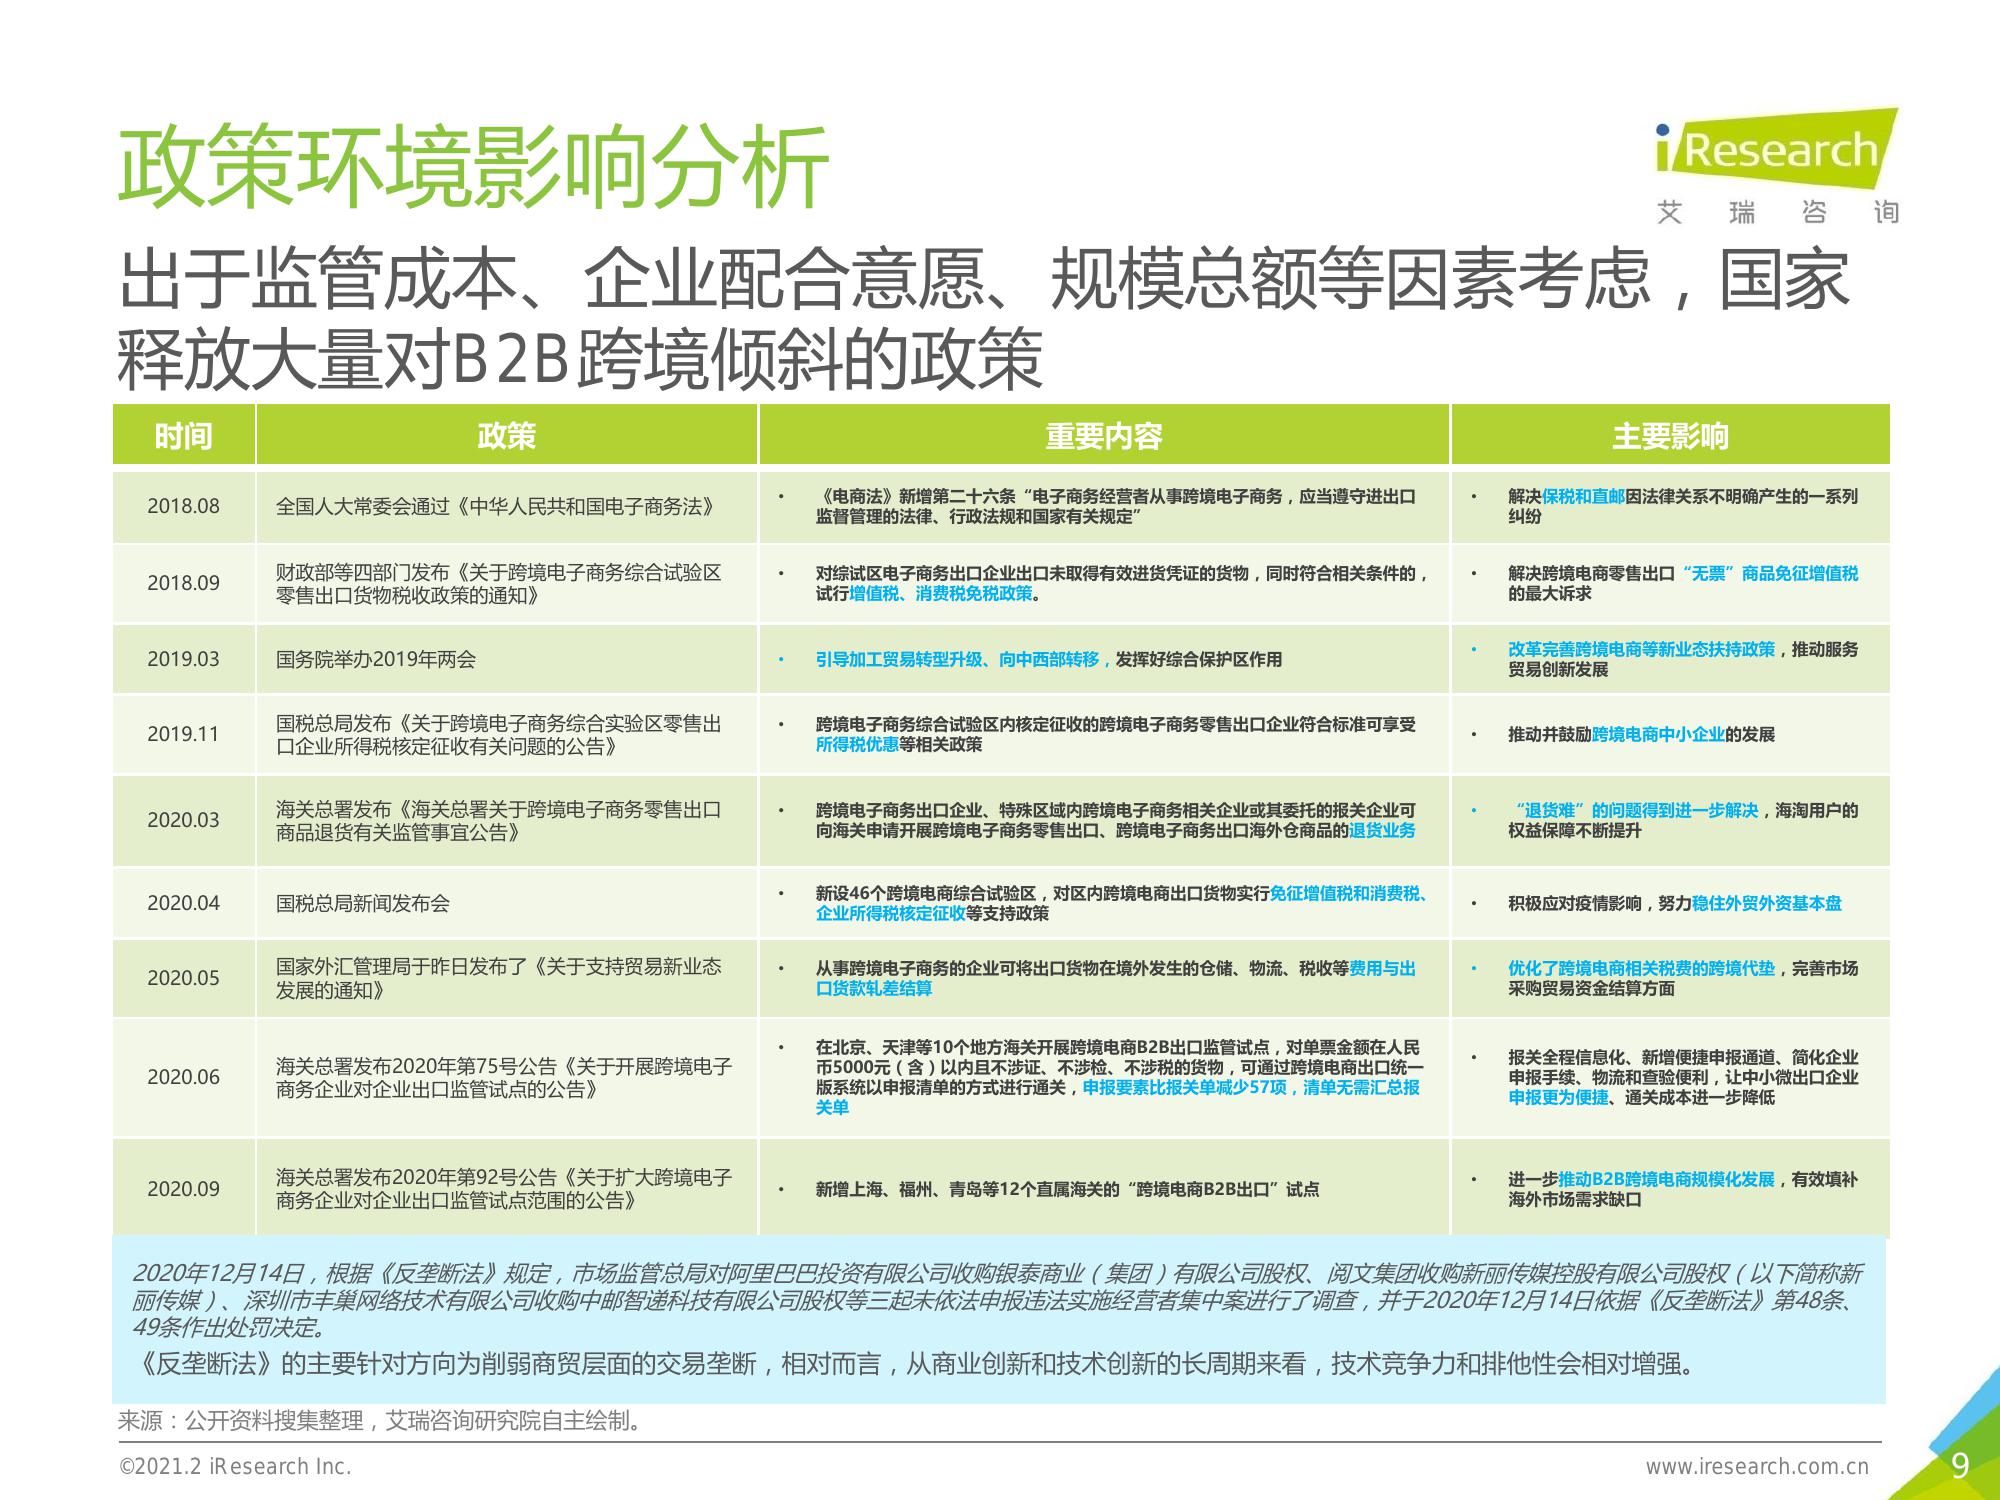 政策环境影响分析
iResearch
艾 瑞 咨 询
出于监管成本、企业配合意愿、规模总额等因素考虑，国家
释放大量对B2B跨境倾斜的政策
时间
政策
重要内容
主要影响
2018.08
全国人大常委会通过《中华人民共和国电子商务法》
• 《电商法》新增第二十六条“电子商务经营者从事跨境电子商务，应当遵守进出口
监督管理的法律、行政法规和国家有关规定”
• 解决保税和直邮因法律关系不明确产生的一系列
纠纷
2018.09
财政部等四部门发布《关于跨境电子商务综合试验区
零售出口货物税收政策的通知》
• 对综试区电子商务出口企业出口未取得有效进货凭证的货物，同时符合相关条件的，
试行增值税、消费税免税政策。
• 解决跨境电商零售出口“无票”商品免征增值税
的最大诉求
2019.03
国务院举办2019年两会
• 引导加工贸易转型升级、向中西部转移，发挥好综合保护区作用
• 改革完善跨境电商等新业态扶持政策，推动服务
贸易创新发展
2019.11
国税总局发布《关于跨境电子商务综合实验区零售出
口企业所得税核定征收有关问题的公告》
• 跨境电子商务综合试验区内核定征收的跨境电子商务零售出口企业符合标准可享受
所得税优惠等相关政策
• 推动并鼓励跨境电商中小企业的发展
2020.03
海关总署发布《海关总署关于跨境电子商务零售出口
商品退货有关监管事宜公告》
• 跨境电子商务出口企业、特殊区域内跨境电子商务相关企业或其委托的报关企业可
向海关申请开展跨境电子商务零售出口、跨境电子商务出口海外仓商品的退货业务
• “退货难”的问题得到进一步解决，海淘用户的
权益保障不断提升
2020.04
国税总局新闻发布会
• 新设46个跨境电商综合试验区，对区内跨境电商出口货物实行免征增值税和消费税、
企业所得税核定征收等支持政策
• 积极应对疫情影响，努力稳住外贸外资基本盘
2020.05
国家外汇管理局于昨日发布了《关于支持贸易新业态
发展的通知》
• 从事跨境电子商务的企业可将出口货物在境外发生的仓储、物流、税收等费用与出
口货款轧差结算
• 优化了跨境电商相关税费的跨境代垫，完善市场
采购贸易资金结算方面
2020.06
海关总署发布2020年第75号公告《关于开展跨境电子
商务企业对企业出口监管试点的公告》
• 在北京、天津等10个地方海关开展跨境电商B2B出口监管试点，对单票金额在人民
币5000元（含）以内且不涉证、不涉检、不涉税的货物，可通过跨境电商出口统一
版系统以申报清单的方式进行通关，申报要素比报关单减少57项，清单无需汇总报
关单
• 报关全程信息化、新增便捷申报通道、简化企业
申报手续、物流和查验便利，让中小微出口企业
申报更为便捷、通关成本进一步降低
2020.09
海关总署发布2020年第92号公告《关于扩大跨境电子
商务企业对企业出口监管试点范围的公告》
• 新增上海、福州、青岛等12个直属海关的“跨境电商B2B出口”试点
• 进一步推动B2B跨境电商规模化发展，有效填补
海外市场需求缺口
2020年12月14日，根据《反垄断法》规定，市场监管总局对阿里巴巴投资有限公司收购银泰商业（集团）有限公司股权、阅文集团收购新丽传媒控股有限公司股权（以下简称新
丽传媒）、深圳市丰巢网络技术有限公司收购中邮智递科技有限公司股权等三起未依法申报违法实施经营者集中案进行了调查，并于2020年12月14日依据《反垄断法》第48条、
49条作出处罚决定。
《反垄断法》的主要针对方向为削弱商贸层面的交易垄断，相对而言，从商业创新和技术创新的长周期来看，技术竞争力和排他性会相对增强。
来源：公开资料搜集整理，艾瑞咨询研究院自主绘制。
©2021.2 iResearch Inc.
www.iresearch.com.cn
9